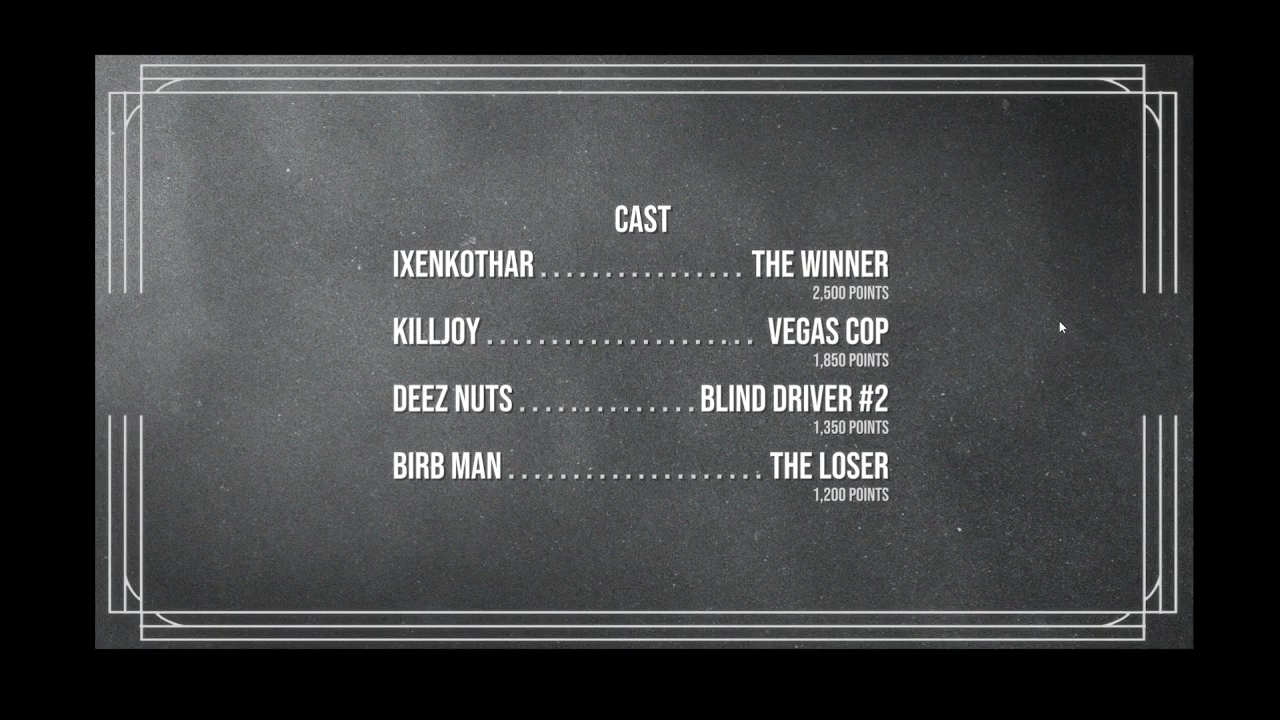 CAST
IXENKOTHAR . . . . . . . . . . . . . . . . THE WINNER
2,500 POINTS
KILLJOY . . . . . . . . . . . . . . . . . . . . . VEGAS COP
1,850 POINTS
DEEZ NUTS . . . . . . . . . . . . . . BLIND DRIVER #2
1,350 POINTS
BIRB MAN . . . . . . . . . . . . . . . . . . . . THE LOSER
1,200 POINTS